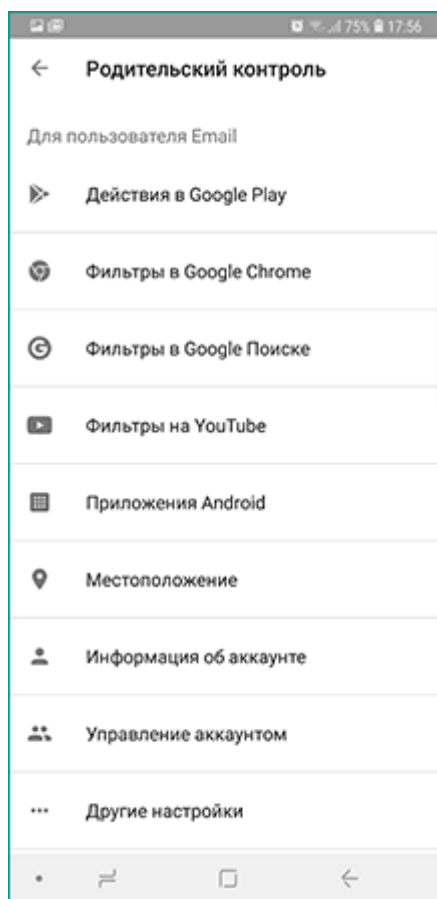 75% 17:56
Родительский контроль
Для пользователя Email
Действия в Google Play
Фильтры в Google Chrome
Фильтры в Google Поиске
Фильтры на YouTube
Приложения Android
Местоположение
Информация об аккаунте
Управление аккаунтом
Другие настройки